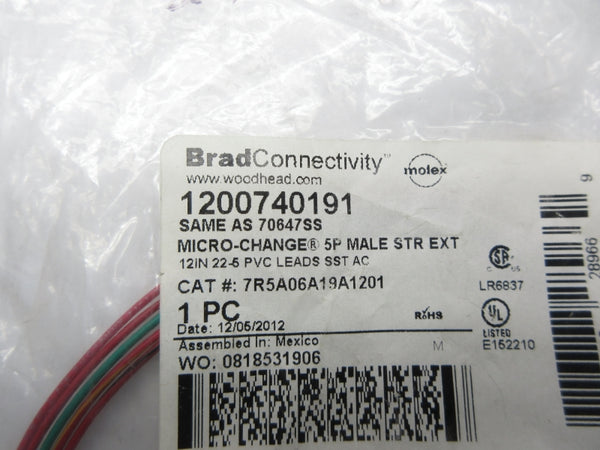 BradConnectivity™
molex
www.woodhead.com
1200740191
SAME AS 70647SS
MICRO-CHANGE® 5P MALE STR EXT
12IN 22-5 PVC LEADS SST AC
CAT #: 7R5A06A19A1201
LR6837
1 PC
RoHS
Date: 12/05/2012
UL
LISTED
Assembled In: Mexico
M
E152210
WO: 0818531906
9
28966